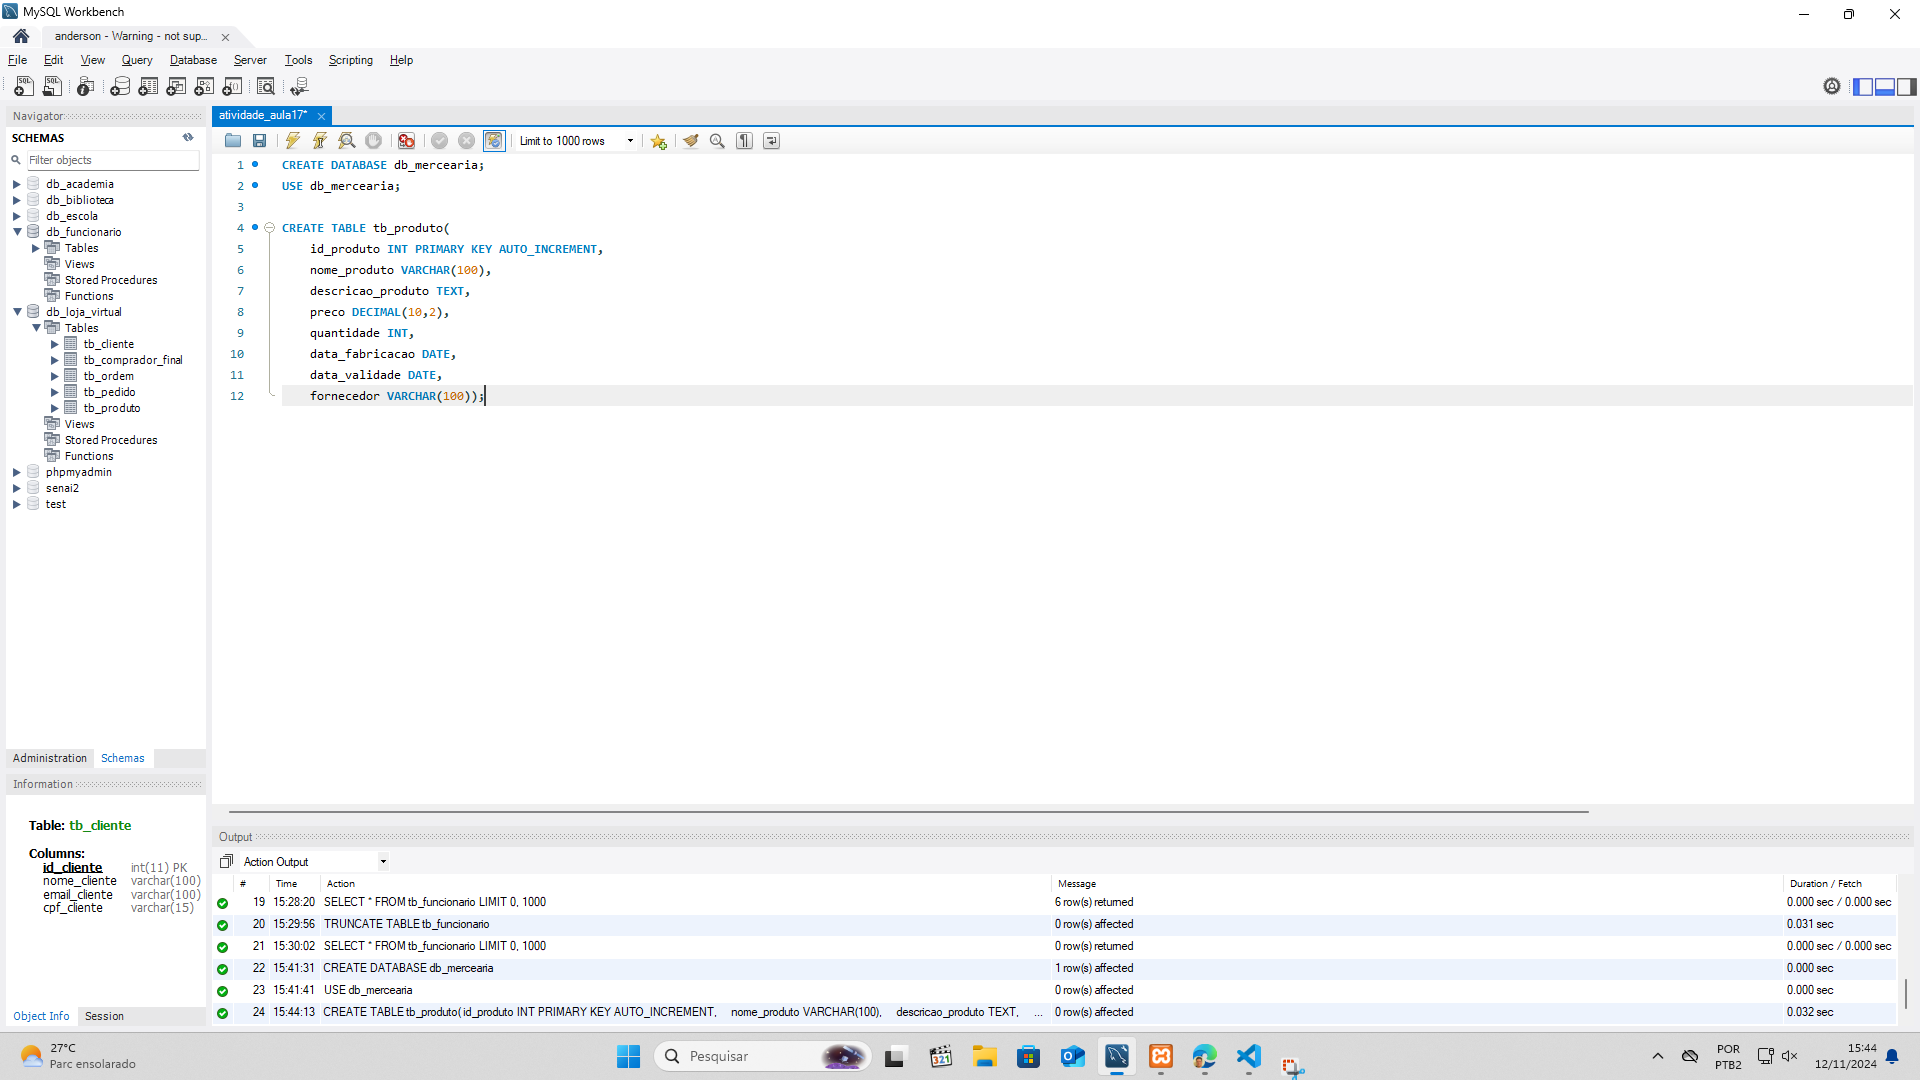 MySQL Workbench
anderson - Warning - not sup...
File Edit View Query Database Server Tools Scripting Help
Navigator
SCHEMAS
Filter objects
db_academia
db_biblioteca
db_escola
db_funcionario
Tables
Views
Stored Procedures
Functions
db_loja_virtual
Tables
tb_cliente
tb_comprador_final
tb_ordem
tb_pedido
tb_produto
Views
Stored Procedures
Functions
phpmyadmin
senai2
test
Administration Schemas
Information
Table: tb_cliente
Columns:
id_cliente int(11) PK
nome_cliente varchar(100)
email_cliente varchar(100)
cpf_cliente varchar(15)
Object Info Session
atividade_aula17*
Limit to 1000 rows
1 CREATE DATABASE db_mercearia;
2 USE db_mercearia;
3
4 CREATE TABLE tb_produto(
5 id_produto INT PRIMARY KEY AUTO_INCREMENT,
6 nome_produto VARCHAR(100),
7 descricao_produto TEXT,
8 preco DECIMAL(10,2),
9 quantidade INT,
10 data_fabricacao DATE,
11 data_validade DATE,
12 fornecedor VARCHAR(100));
Output
Action Output
# Time Action Message Duration / Fetch
19 15:28:20 SELECT * FROM tb_funcionario LIMIT 0, 1000 6 row(s) returned 0.000 sec / 0.000 sec
20 15:29:56 TRUNCATE TABLE tb_funcionario 0 row(s) affected 0.031 sec
21 15:30:02 SELECT * FROM tb_funcionario LIMIT 0, 1000 0 row(s) returned 0.000 sec / 0.000 sec
22 15:41:31 CREATE DATABASE db_mercearia 1 row(s) affected 0.000 sec
23 15:41:41 USE db_mercearia 0 row(s) affected 0.000 sec
24 15:44:13 CREATE TABLE tb_produto( id_produto INT PRIMARY KEY AUTO_INCREMENT, nome_produto VARCHAR(100), descricao_produto TEXT, ... 0 row(s) affected 0.032 sec
27°C
Parc ensolarado
Pesquisar
POR
PTB2
15:44
12/11/2024